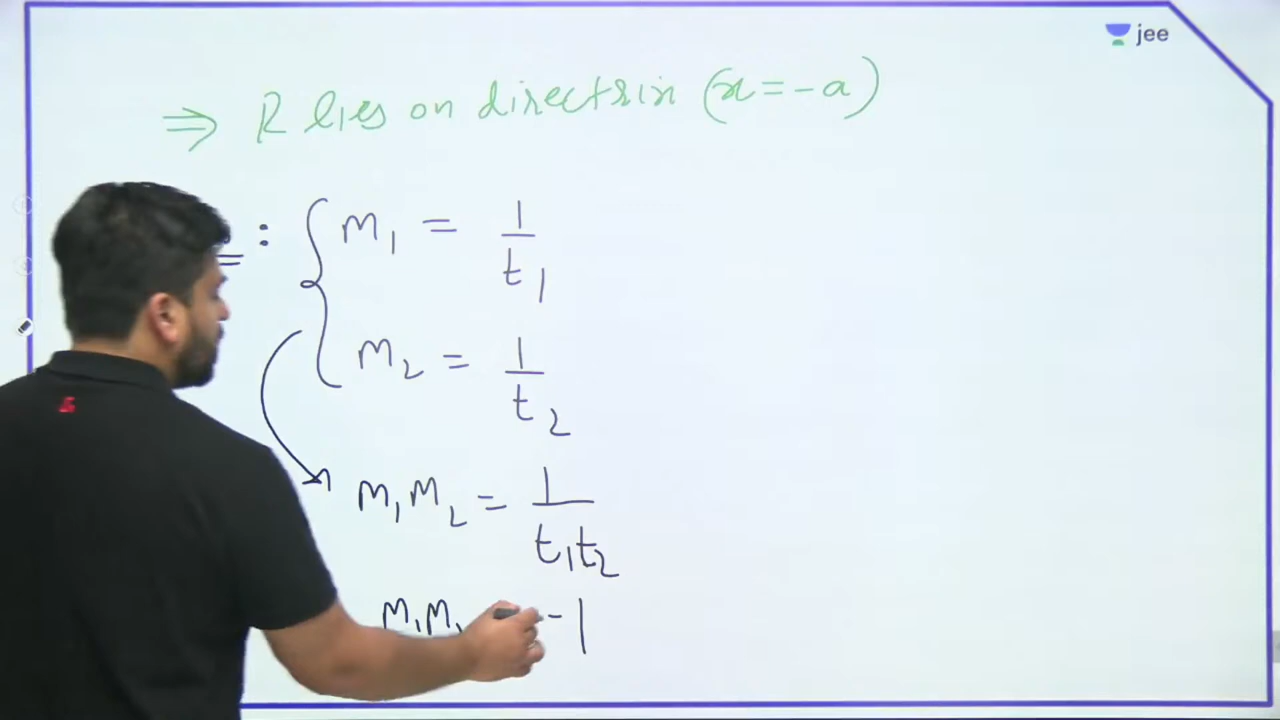 jee
⇒ R lies on directrix (x = -a)
: { m₁ = 1/t₁
m₂ = 1/t₂
m₁m₂ = 1/t₁t₂
m₁m₂ = -1